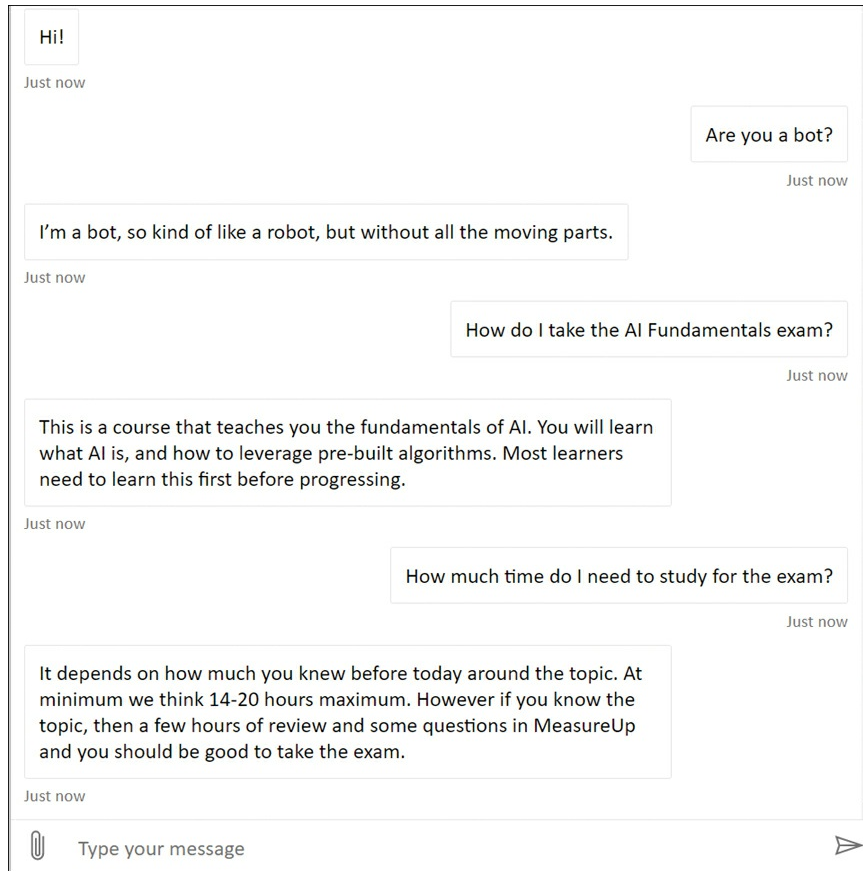 Hi!
Just now
Are you a bot?
Just now
I’m a bot, so kind of like a robot, but without all the moving parts.
Just now
How do I take the AI Fundamentals exam?
Just now
This is a course that teaches you the fundamentals of AI. You will learn
what AI is, and how to leverage pre-built algorithms. Most learners
need to learn this first before progressing.
Just now
How much time do I need to study for the exam?
Just now
It depends on how much you knew before today around the topic. At
minimum we think 14-20 hours maximum. However if you know the
topic, then a few hours of review and some questions in MeasureUp
and you should be good to take the exam.
Just now
Type your message